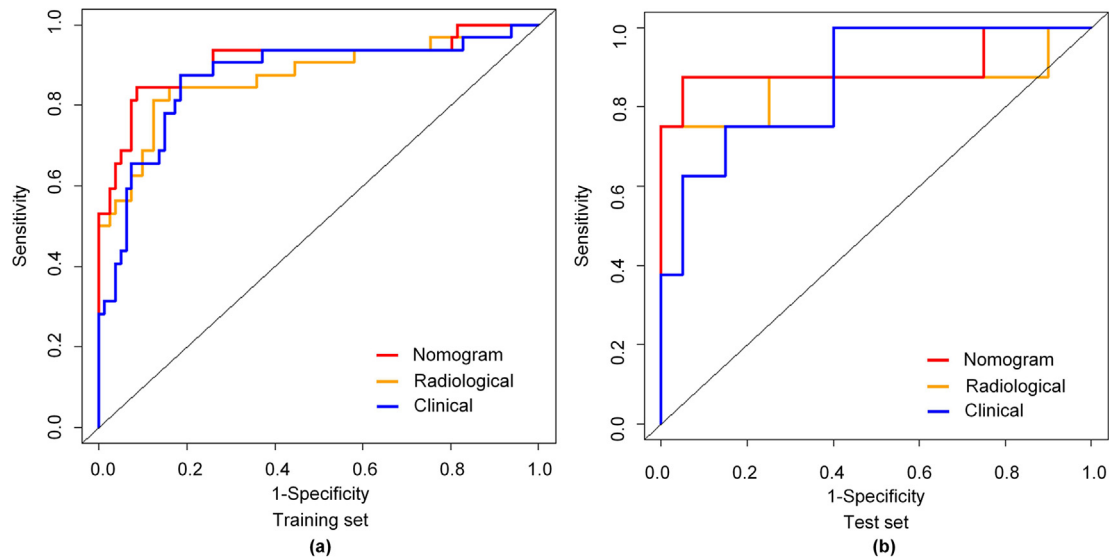 1.0
0.8
0.6
0.4
0.2
0.0
Sensitivity
Nomogram
Radiological
Clinical
0.0 0.2 0.4 0.6 0.8 1.0
1-Specificity
Training set
(a)
1.0
0.8
0.6
0.4
0.2
0.0
Sensitivity
Nomogram
Radiological
Clinical
0.0 0.2 0.4 0.6 0.8 1.0
1-Specificity
Test set
(b)